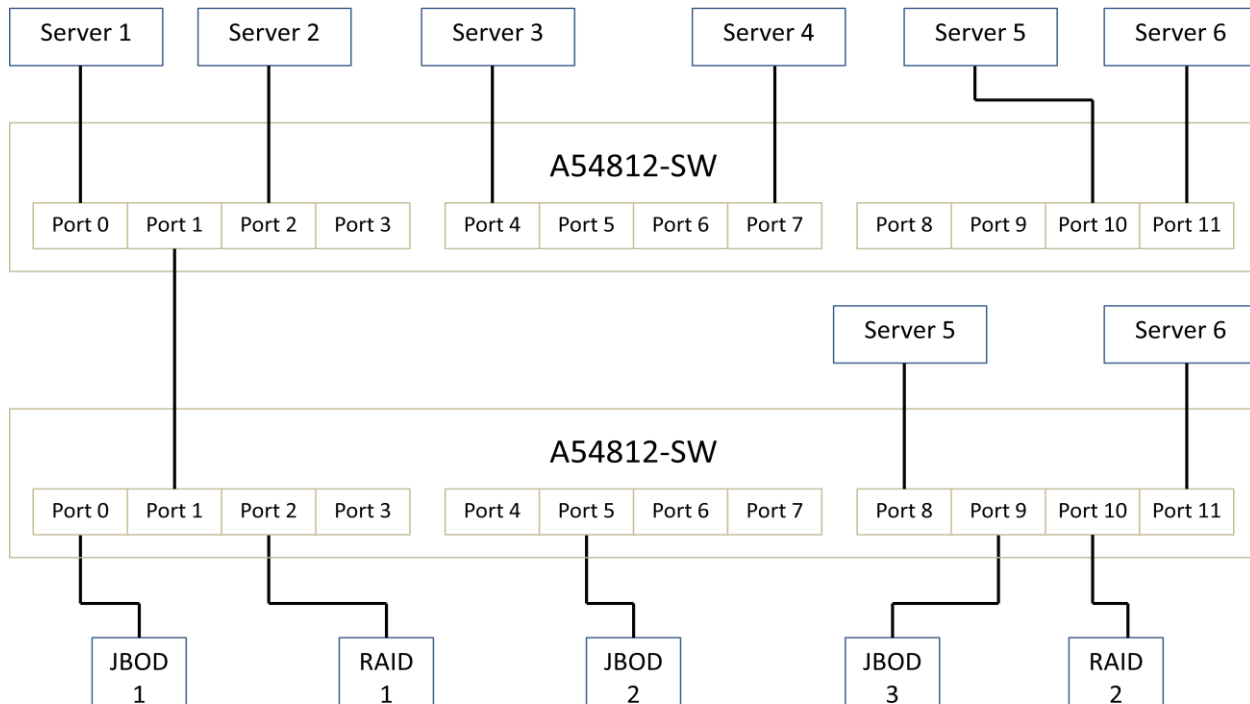 Server 1 Server 2 Server 3 Server 4 Server 5 Server 6
A54812-SW
Port 0 Port 1 Port 2 Port 3 Port 4 Port 5 Port 6 Port 7 Port 8 Port 9 Port 10 Port 11
Server 5 Server 6
A54812-SW
Port 0 Port 1 Port 2 Port 3 Port 4 Port 5 Port 6 Port 7 Port 8 Port 9 Port 10 Port 11
JBOD RAID JBOD JBOD RAID
1 1 2 3 2